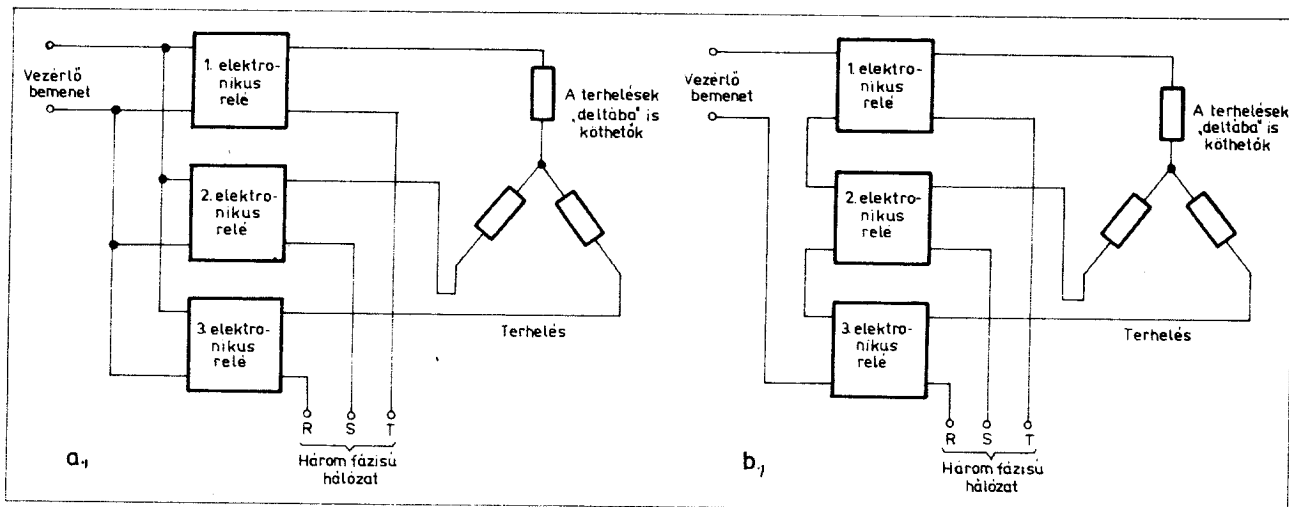 Vezérlő
bemenet
1. elektro-
nikus
relé
2. elektro-
nikus
relé
3. elektro-
nikus
relé
A terhelések
„deltába" is
köthetők
Terhelés
R S T
Három fázisú
hálózat
a.,
Vezérlő
bemenet
1. elektro-
nikus
relé
2. elektro-
nikus
relé
3. elektro-
nikus
relé
A terhelések
„deltába" is
köthetők
Terhelés
R S T
Három fázisú
hálózat
b.,